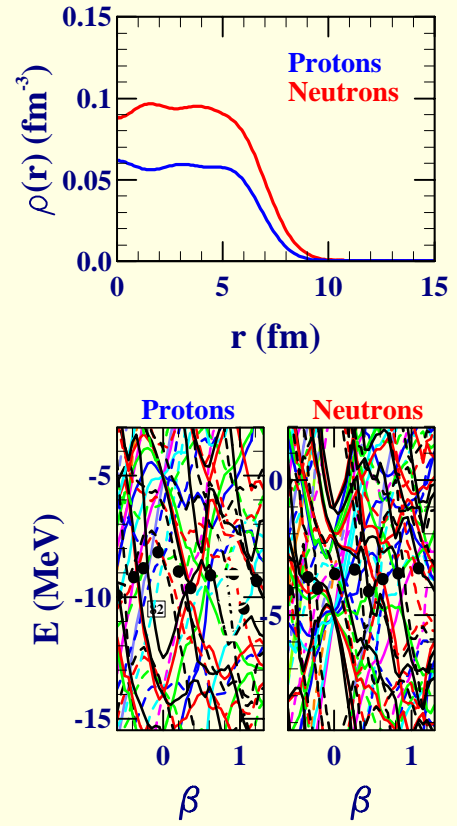 0.15
0.1
0.05
0.0
ρ(r) (fm-3)
Protons
Neutrons
0 5 10 15
r (fm)
Protons Neutrons
-5
-10
-15
E (MeV)
82
0
-5
0 1 0 1
β β